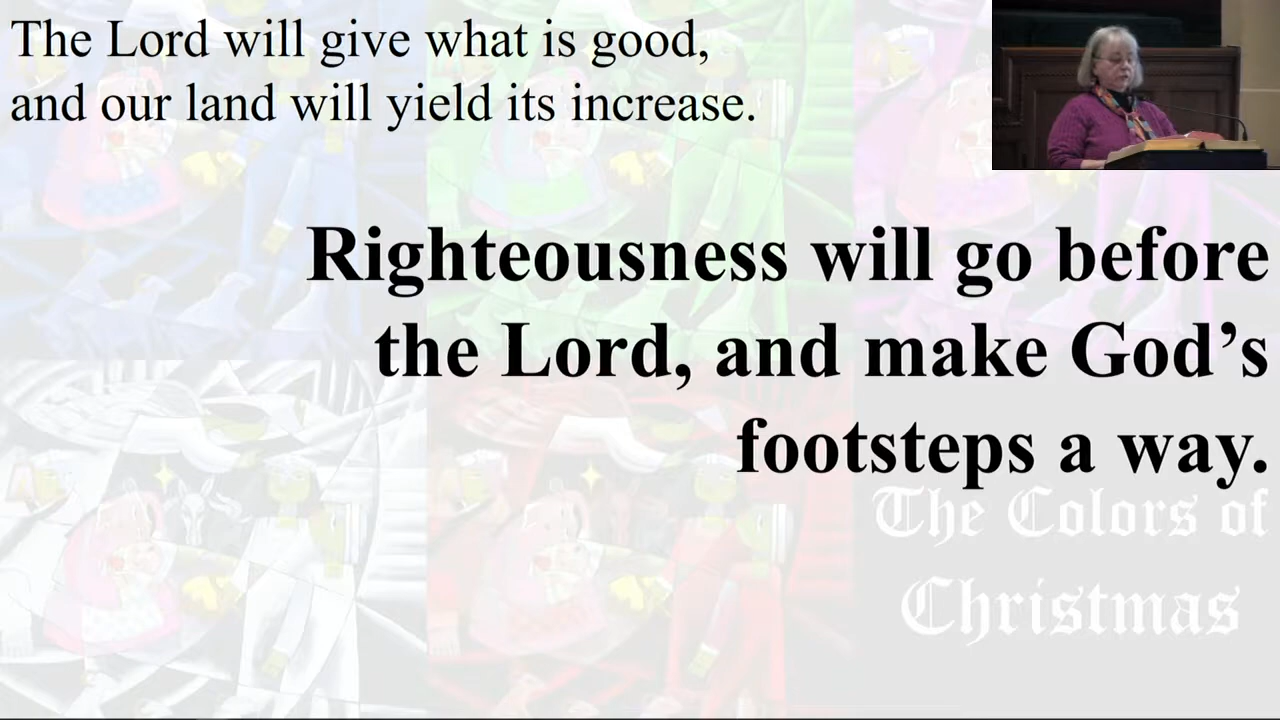 The Lord will give what is good,
and our land will yield its increase.
Righteousness will go before
the Lord, and make God’s
footsteps a way.
The Colors of
Christmas